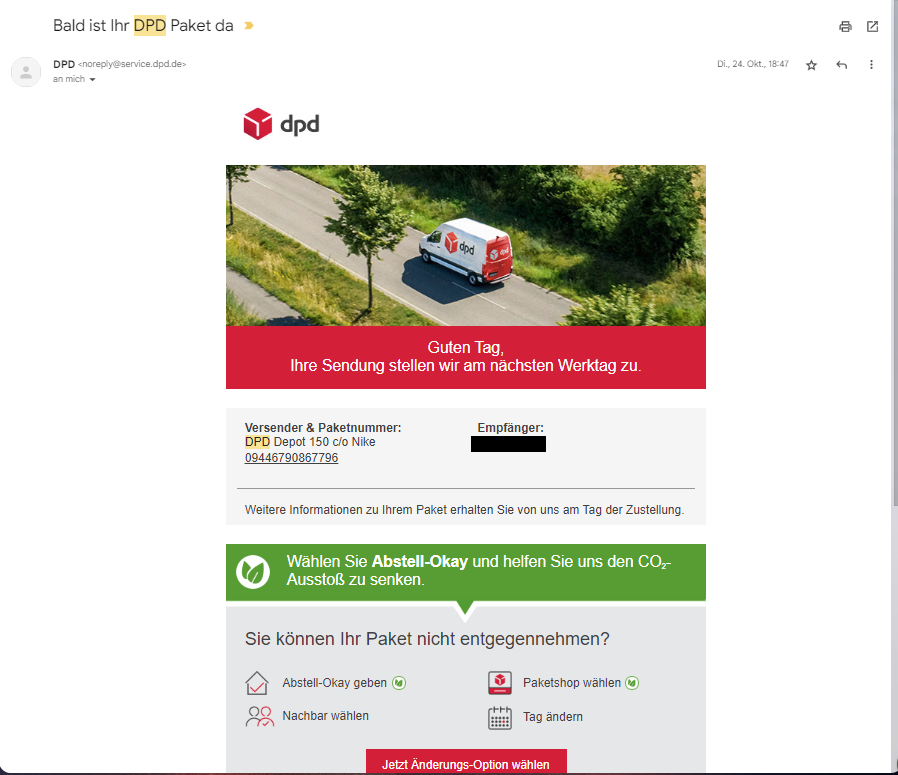 Bald ist Ihr DPD Paket da
DPD <noreply@service.dpd.de>
Di., 24. Okt., 18:47
an mich
dpd
dpd
dpd
Guten Tag,
Ihre Sendung stellen wir am nächsten Werktag zu.
Versender & Paketnummer:
Empfänger:
DPD Depot 150 c/o Nike
09446790867796
Weitere Informationen zu Ihrem Paket erhalten Sie von uns am Tag der Zustellung.
Wählen Sie Abstell-Okay und helfen Sie uns den CO₂-
Ausstoß zu senken.
Sie können Ihr Paket nicht entgegennehmen?
Abstell-Okay geben
Paketshop wählen
Nachbar wählen
Tag ändern
Jetzt Änderungs-Option wählen